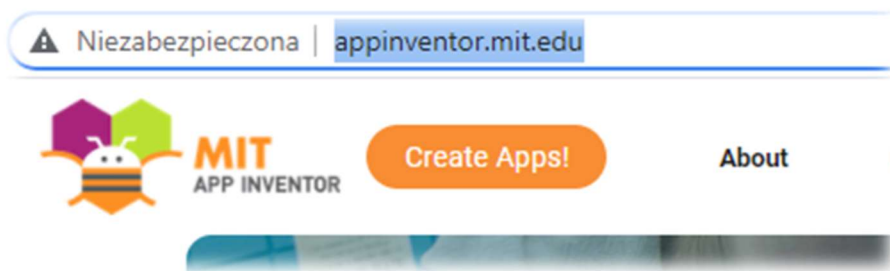 Niezabezpieczona | appinventor.mit.edu
MIT
APP INVENTOR
Create Apps!
About